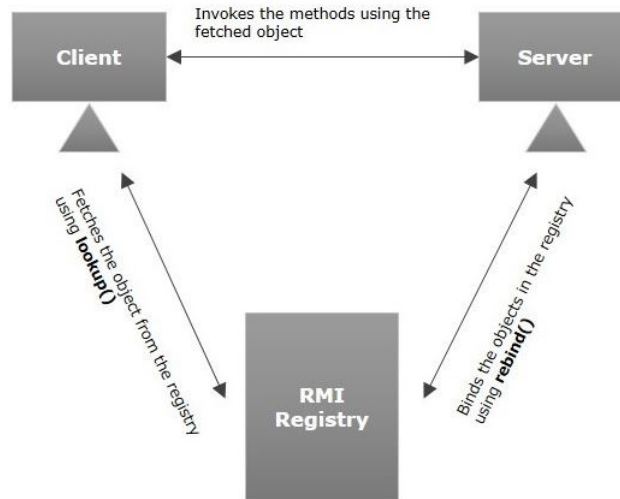 Invokes the methods using the
fetched object
Client
Server
Fetches the object from the registry
using lookup()
Binds the objects in the registry
using rebind()
RMI
Registry